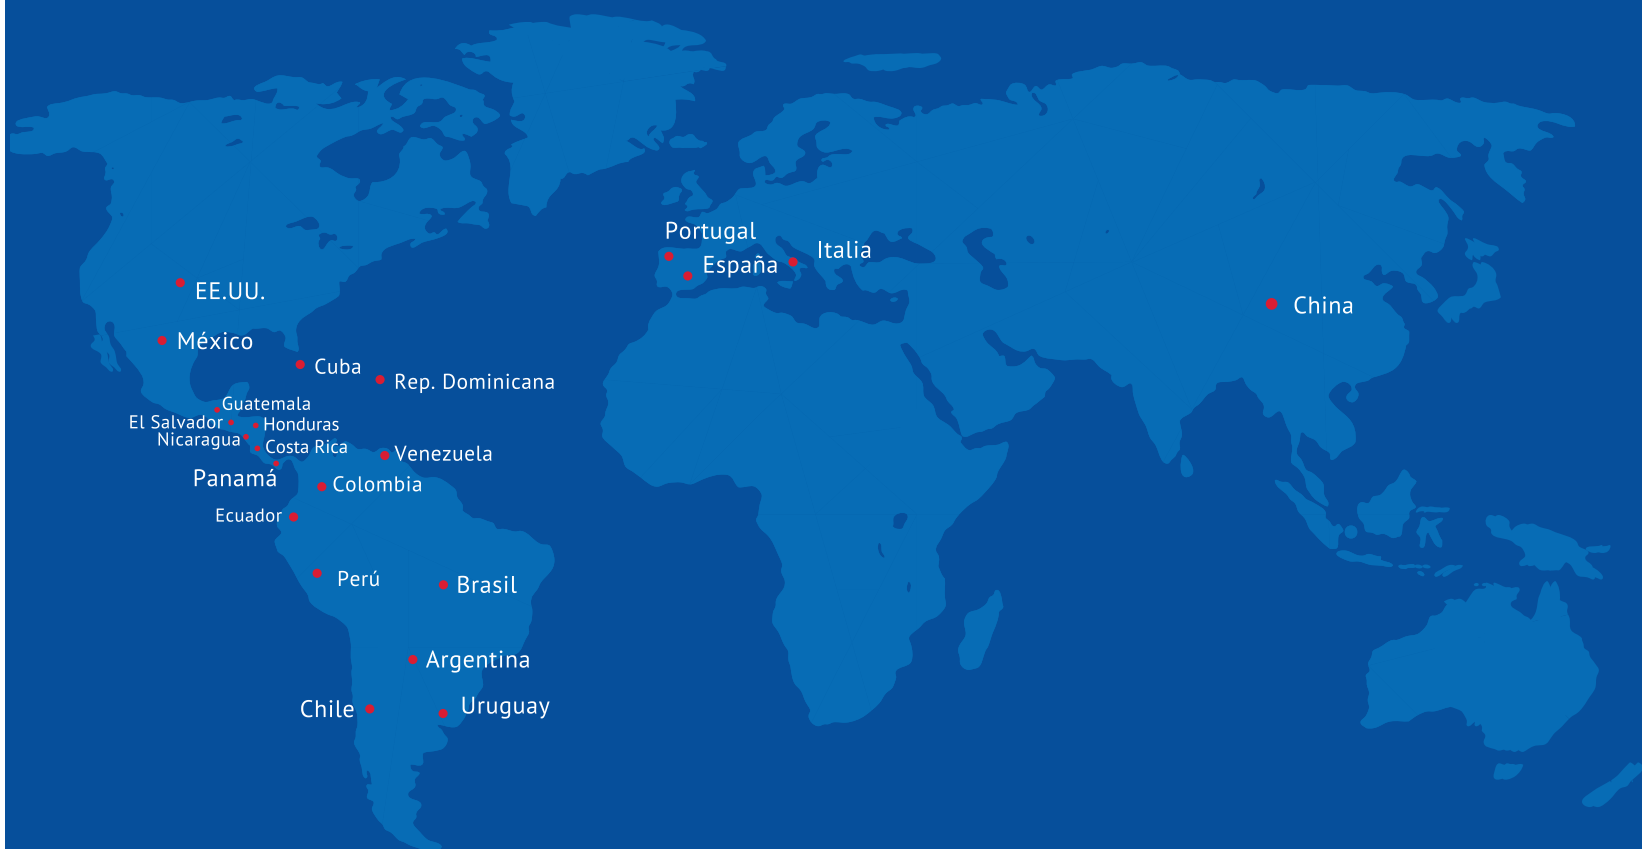 Portugal
Italia
España
EE.UU.
China
México
Cuba
Rep. Dominicana
Guatemala
El Salvador
Honduras
Nicaragua
Costa Rica
Venezuela
Panamá
Colombia
Ecuador
Perú
Brasil
Argentina
Chile
Uruguay